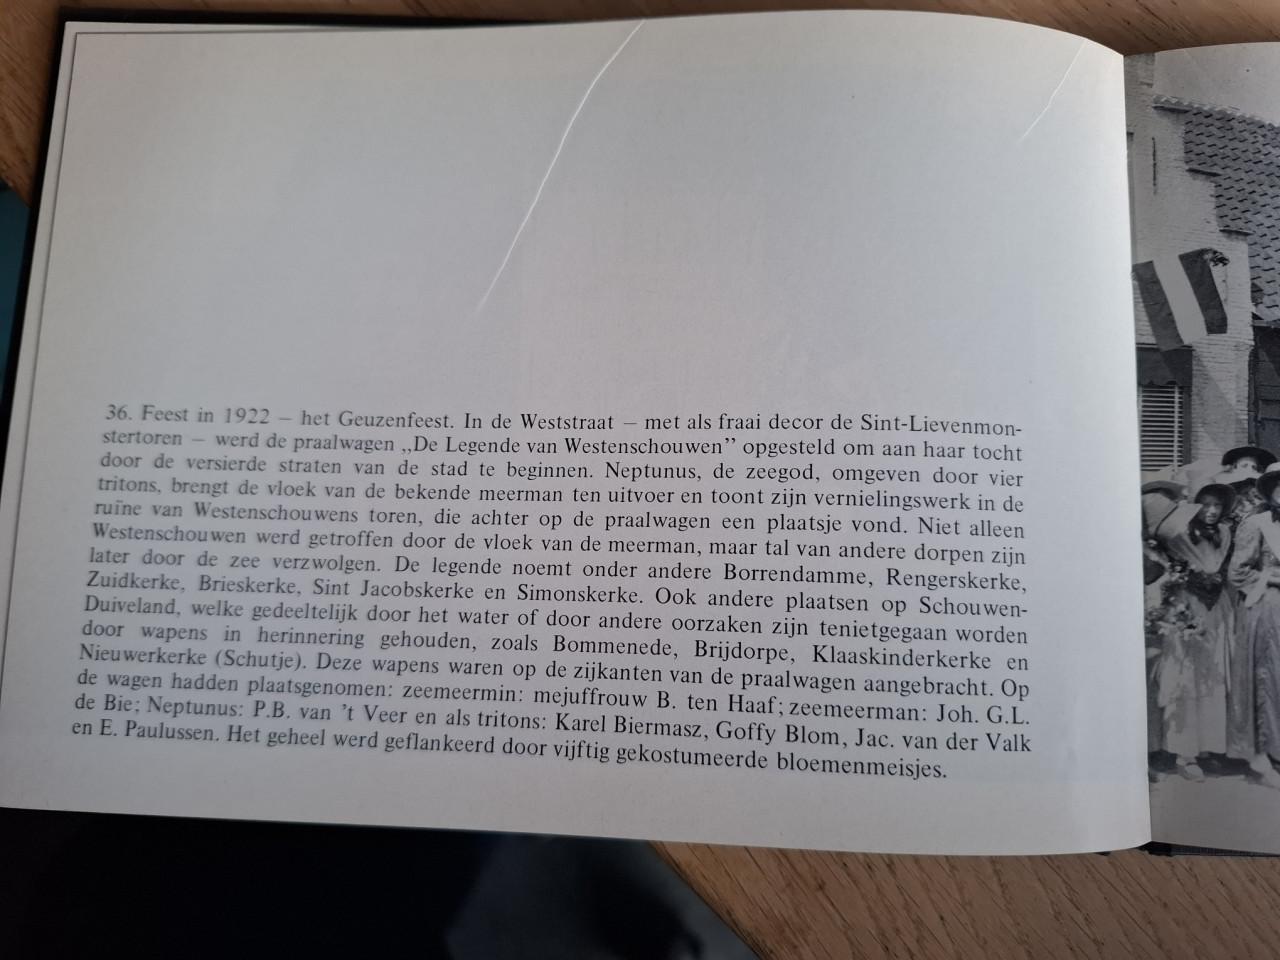 36. Feest in 1922 – het Geuzenfeest. In de Weststraat – met als fraai decor de Sint-Lievenmon-
stertoren – werd de praalwagen „De Legende van Westenschouwen” opgesteld om aan haar tocht
door de versierde straten van de stad te beginnen. Neptunus, de zeegod, omgeven door vier
tritons, brengt de vloek van de bekende meerman ten uitvoer en toont zijn vernielingswerk in de
ruïne van Westenschouwens toren, die achter op de praalwagen een plaatsje vond. Niet alleen
Westenschouwen werd getroffen door de vloek van de meerman, maar tal van andere dorpen zijn
later door de zee verzwolgen. De legende noemt onder andere Borrendamme, Rengerskerke,
Zuidkerke, Brieskerke, Sint Jacobskerke en Simonskerke. Ook andere plaatsen op Schouwen-
Duiveland, welke gedeeltelijk door het water of door andere oorzaken zijn tenietgegaan worden
door wapens in herinnering gehouden, zoals Bommenede, Brijdorpe, Klaaskinderkerke en
Nieuwerkerke (Schutje). Deze wapens waren op de zijkanten van de praalwagen aangebracht. Op
de wagen hadden plaatsgenomen: zeemeermin: mejuffrouw B. ten Haaf; zeemeerman: Joh. G.L.
de Bie; Neptunus: P.B. van 't Veer en als tritons: Karel Biermasz, Goffy Blom, Jac. van der Valk
en E. Paulussen. Het geheel werd geflankeerd door vijftig gekostumeerde bloemenmeisjes.